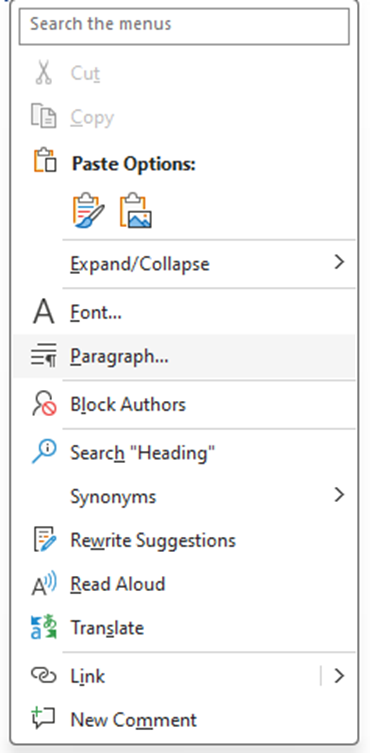 Search the menus
Cut
Copy
Paste Options:
Expand/Collapse
Font...
Paragraph...
Block Authors
Search "Heading"
Synonyms
Rewrite Suggestions
Read Aloud
Translate
Link
New Comment